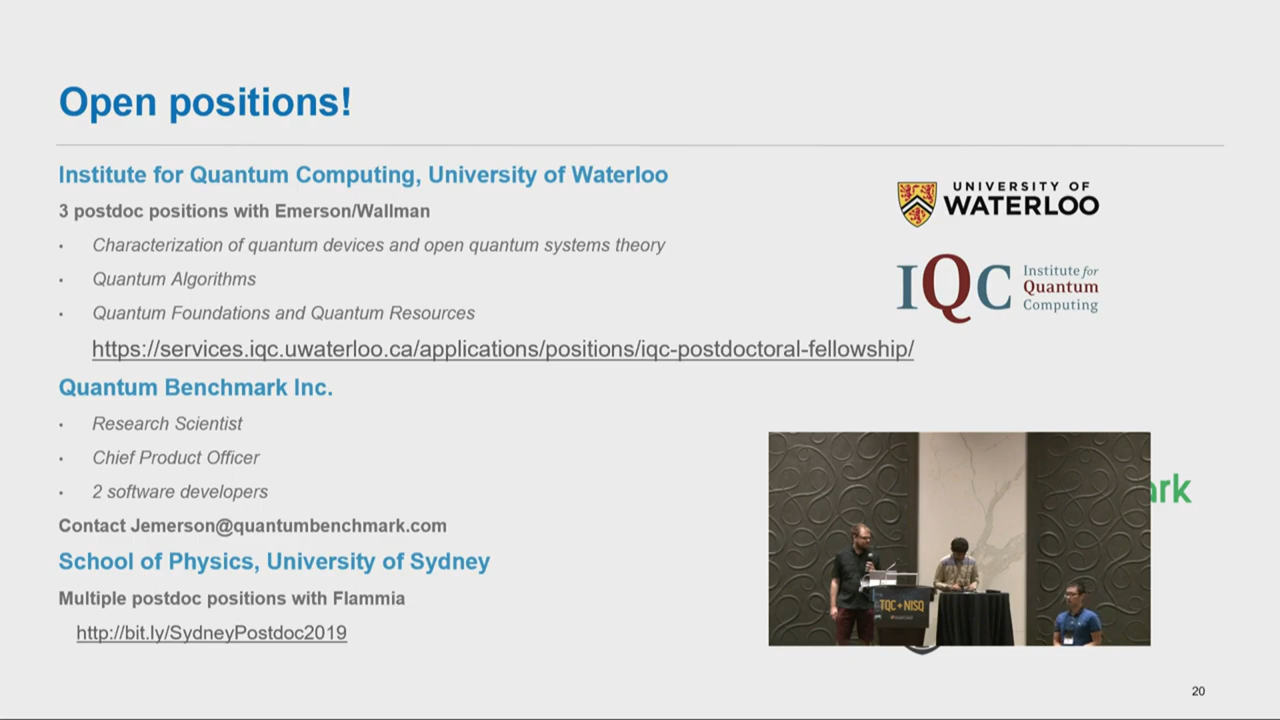 Open positions!
Institute for Quantum Computing, University of Waterloo
3 postdoc positions with Emerson/Wallman
• Characterization of quantum devices and open quantum systems theory
• Quantum Algorithms
• Quantum Foundations and Quantum Resources
https://services.iqc.uwaterloo.ca/applications/positions/iqc-postdoctoral-fellowship/
UNIVERSITY OF
WATERLOO
IQC
Institute for
Quantum
Computing
Quantum Benchmark Inc.
• Research Scientist
• Chief Product Officer
• 2 software developers
Contact Jemerson@quantumbenchmark.com
School of Physics, University of Sydney
Multiple postdoc positions with Flammia
http://bit.ly/SydneyPostdoc2019
TQC+NISQ
20